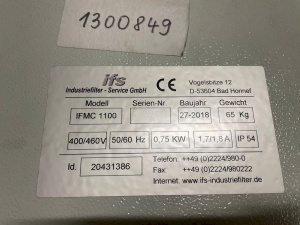 1300849
ifs
Industriefilter - Service GmbH
CE
Vogelsbitze 12
D-53604 Bad Honnef
Modell Serien-Nr Baujahr Gewicht
IFMC 1100 27-2018 65 Kg
400/460V 50/60 Hz 0,75 KW 1,7/1,8 A IP 54
Id. 20431386
Telefon: ++49 (0)2224/980-0
Fax ++49 (0)2224/980222
Internet: www.ifs-industriefilter.de